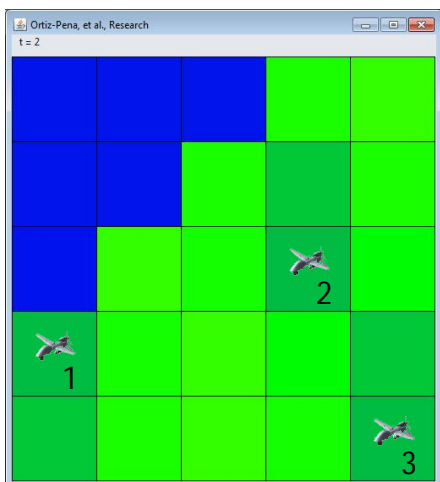 Ortiz-Pena, et al., Research
t = 2
2
1
3